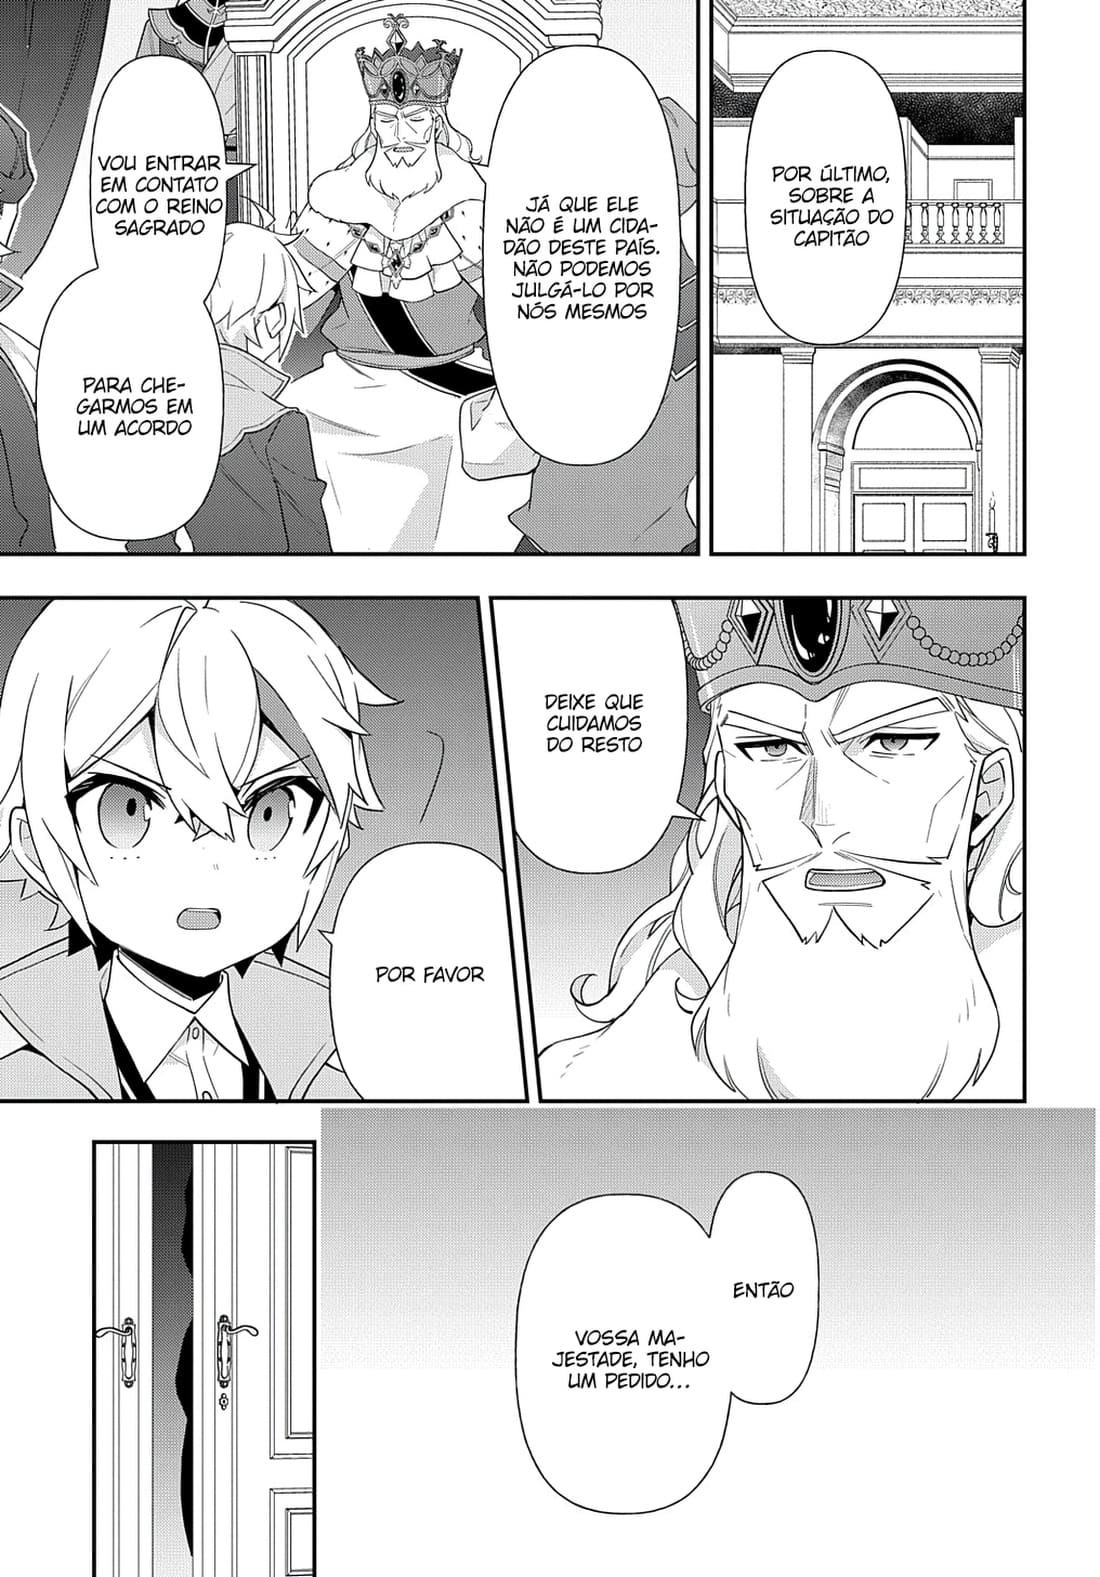 POR ÚLTIMO,
SOBRE A
SITUAÇÃO DO
CAPITÃO
JÁ QUE ELE
NÃO É UM CIDA-
DÃO DESTE PAÍS.
NÃO PODEMOS
JULGÁ-LO POR
NÓS MESMOS
VOU ENTRAR
EM CONTATO
COM O REINO
SAGRADO
PARA CHE-
GARMOS EM
UM ACORDO
DEIXE QUE
CUIDAMOS
DO RESTO
POR FAVOR
ENTÃO
VOSSA MA-
JESTADE, TENHO
UM PEDIDO...